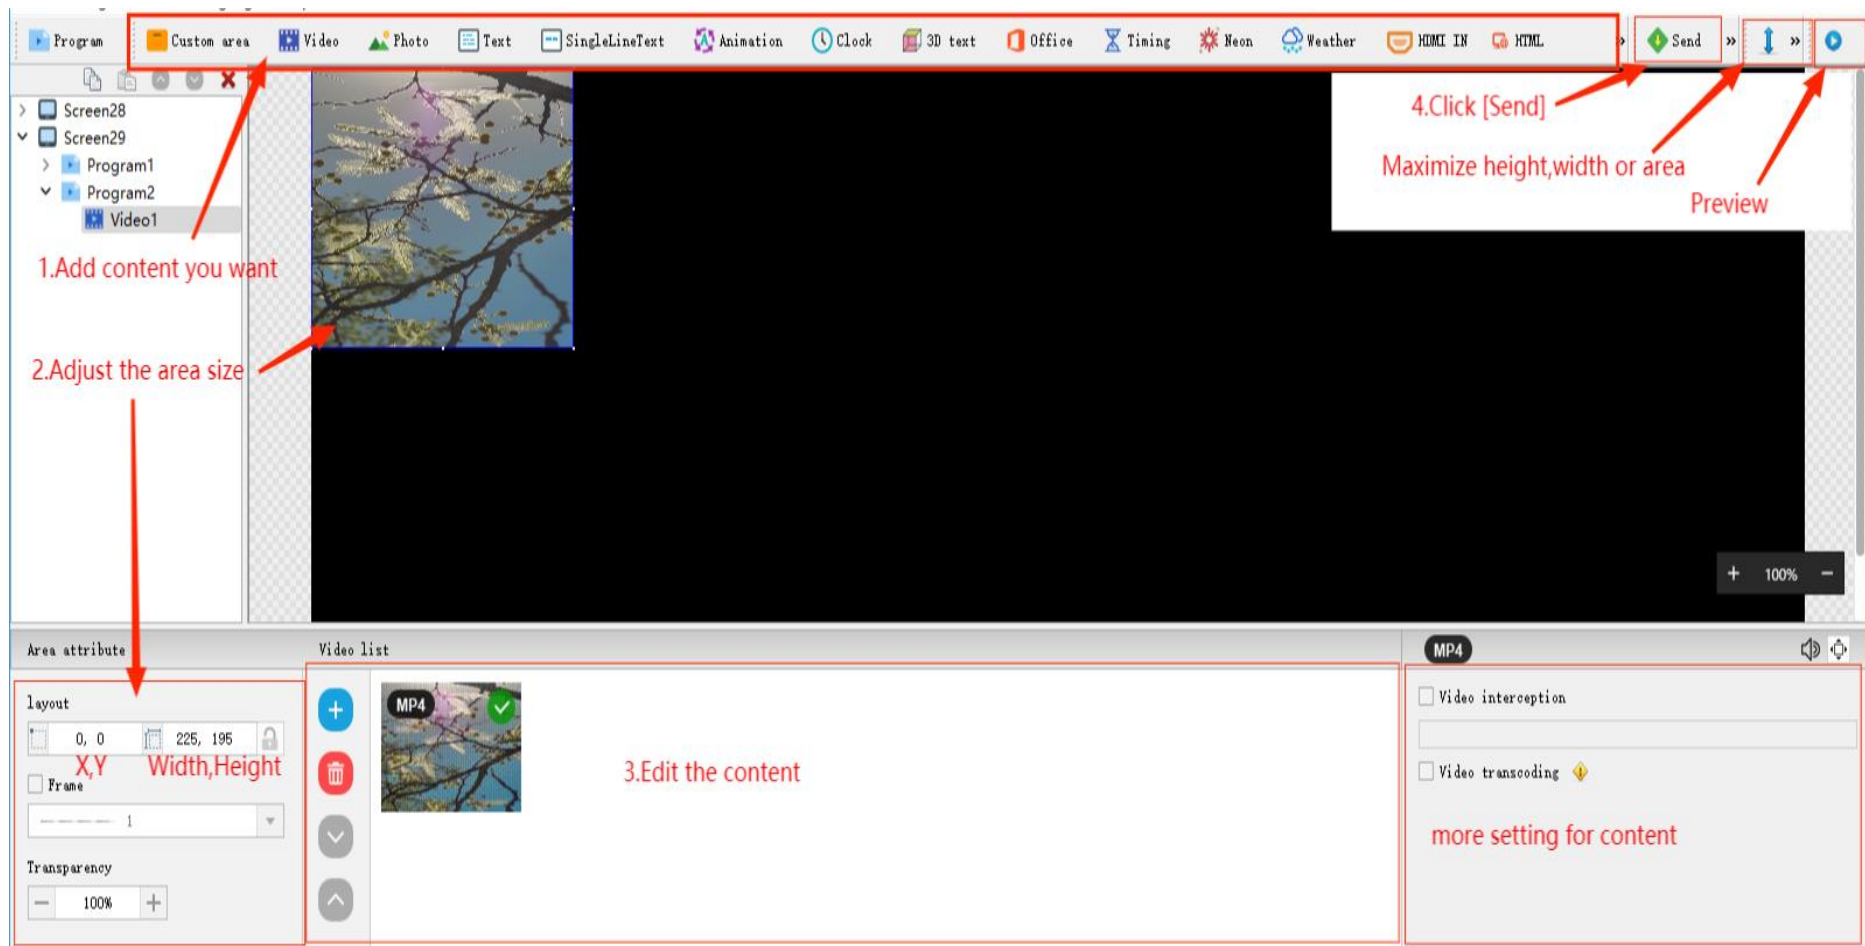 Program Custom area Video Photo Text SingleLineText Animation Clock 3D text Office Timing Neon Weather HDMI IN HTML » Send » »
Screen28
Screen29
Program1
Program2
Video1
1.Add content you want
2.Adjust the area size
4.Click [Send]
Maximize height,width or area
Preview
+ 100% −
Area attribute
layout
0, 0 225, 195
X,Y Width,Height
Frame
1
Transparency
− 100% +
Video list
MP4
3.Edit the content
MP4
Video interception
Video transcoding
more setting for content